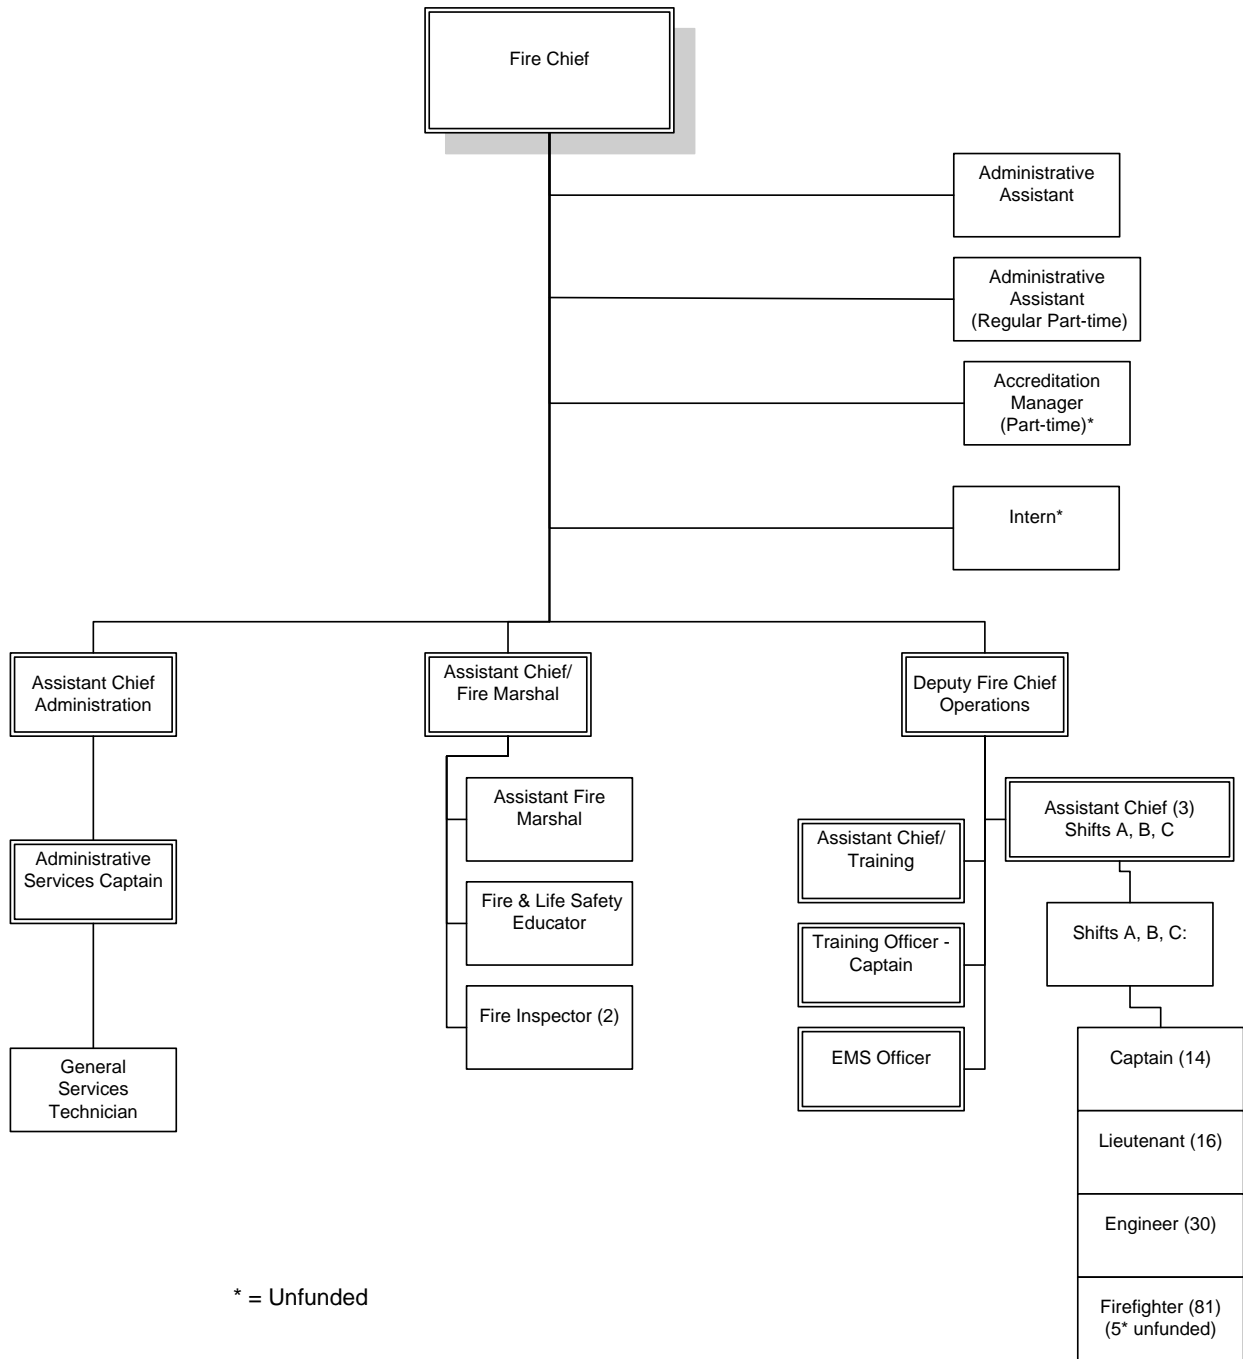 Fire Chief
Administrative
Assistant
Administrative
Assistant
(Regular Part-time)
Accreditation
Manager
(Part-time)*
Intern*
Assistant Chief
Administration
Assistant Chief/
Fire Marshal
Deputy Fire Chief
Operations
Administrative
Services Captain
General
Services
Technician
Assistant Fire
Marshal
Fire & Life Safety
Educator
Fire Inspector (2)
Assistant Chief/
Training
Training Officer -
Captain
EMS Officer
Assistant Chief (3)
Shifts A, B, C
Shifts A, B, C:
Captain (14)
Lieutenant (16)
Engineer (30)
Firefighter (81)
(5* unfunded)
* = Unfunded